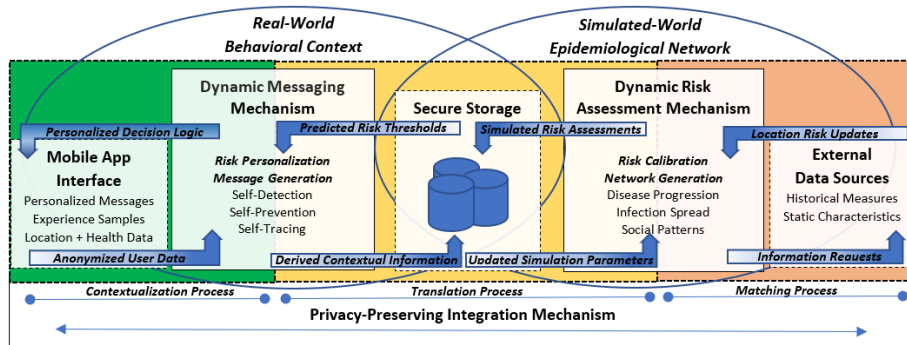 Real-World
Behavioral Context
Simulated-World
Epidemiological Network
Dynamic Messaging
Mechanism
Secure Storage
Dynamic Risk
Assessment Mechanism
Personalized Decision Logic
Predicted Risk Thresholds
Simulated Risk Assessments
Location Risk Updates
Mobile App
Interface
Personalized Messages
Experience Samples
Location + Health Data
Risk Personalization
Message Generation
Self-Detection
Self-Prevention
Self-Tracing
Risk Calibration
Network Generation
Disease Progression
Infection Spread
Social Patterns
External
Data Sources
Historical Measures
Static Characteristics
Anonymized User Data
Derived Contextual Information
Updated Simulation Parameters
Information Reauests
Contextualization Process
Translation Process
Matching Process
Privacy-Preserving Integration Mechanism